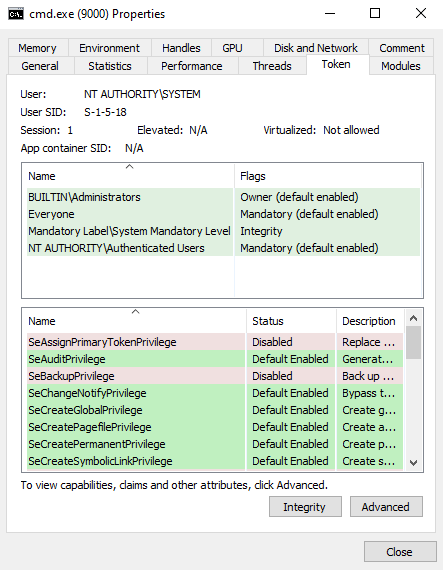 cmd.exe (9000) Properties
Memory Environment Handles GPU Disk and Network Comment
General Statistics Performance Threads Token Modules
User: NT AUTHORITY\SYSTEM
User SID: S-1-5-18
Session: 1 Elevated: N/A Virtualized: Not allowed
App container SID: N/A
Name Flags
BUILTIN\Administrators Owner (default enabled)
Everyone Mandatory (default enabled)
Mandatory Label\System Mandatory Level Integrity
NT AUTHORITY\Authenticated Users Mandatory (default enabled)
Name Status Description
SeAssignPrimaryTokenPrivilege Disabled Replace ...
SeAuditPrivilege Default Enabled Generat...
SeBackupPrivilege Disabled Back up ...
SeChangeNotifyPrivilege Default Enabled Bypass t...
SeCreateGlobalPrivilege Default Enabled Create g...
SeCreatePagefilePrivilege Default Enabled Create a...
SeCreatePermanentPrivilege Default Enabled Create p...
SeCreateSymbolicLinkPrivilege Default Enabled Create s...
To view capabilities, claims and other attributes, click Advanced.
Integrity Advanced
Close